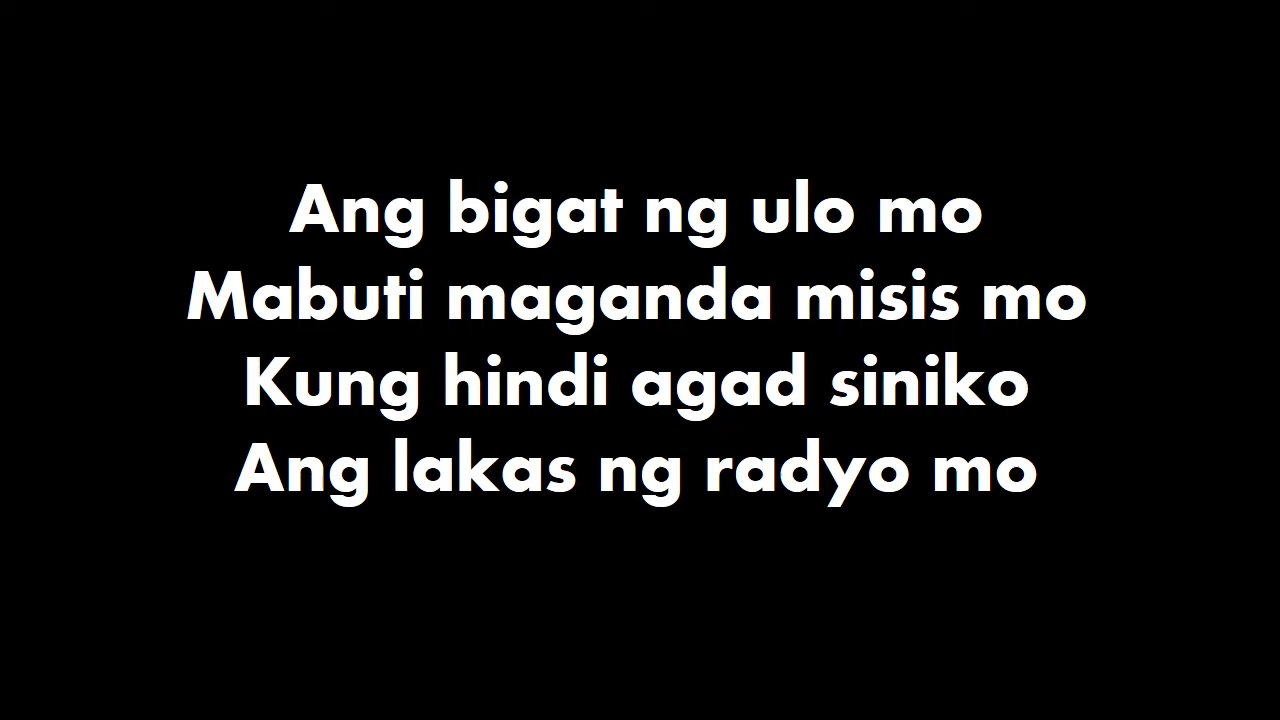 Ang bigat ng ulo mo
Mabuti maganda misis mo
Kung hindi agad siniko
Ang lakas ng radyo mo